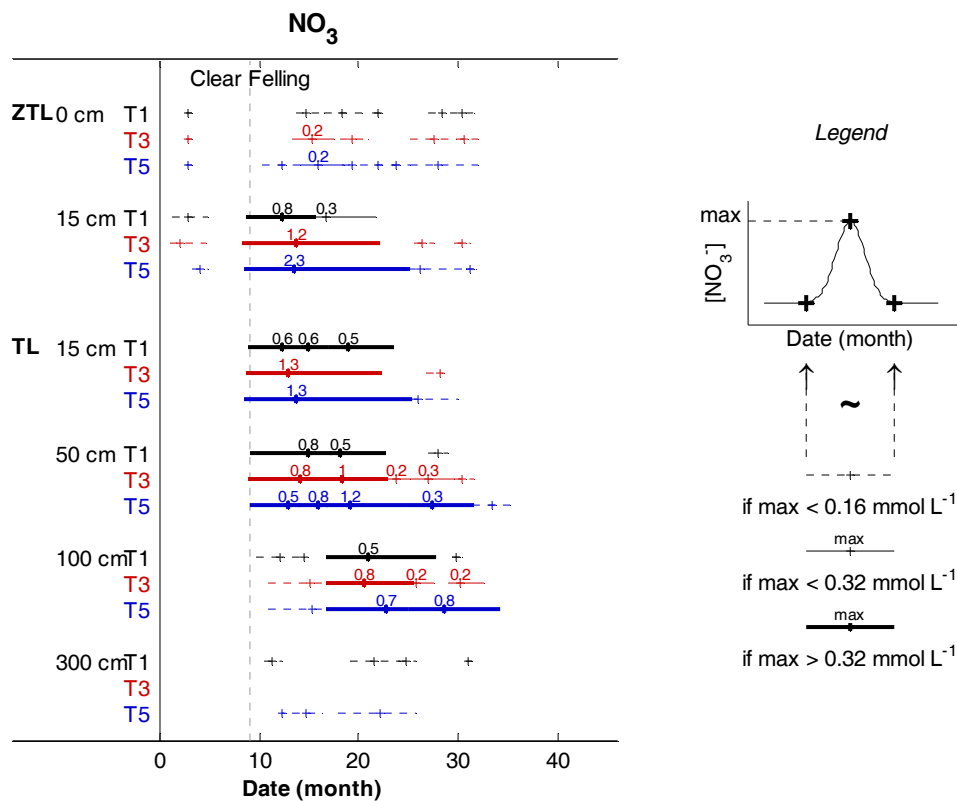 NO3
Clear Felling
ZTL 0 cm T1
T3 0,2
T5 0,2
15 cm T1 0,8 0,3
T3 1,2
T5 2,3
TL 15 cm T1 0,6 0,6 0,5
T3 1,3
T5 1,3
50 cm T1 0,8 0,5
T3 0,8 1 0,2 0,3
T5 0,5 0,8 1,2 0,3
100 cm T1 0,5
T3 0,8 0,2 0,2
T5 0,7 0,8
300 cm T1
T3
T5
0 10 20 30 40
Date (month)
Legend
max
[NO3-]
Date (month)
~
if max < 0.16 mmol L-1
max
if max < 0.32 mmol L-1
max
if max > 0.32 mmol L-1